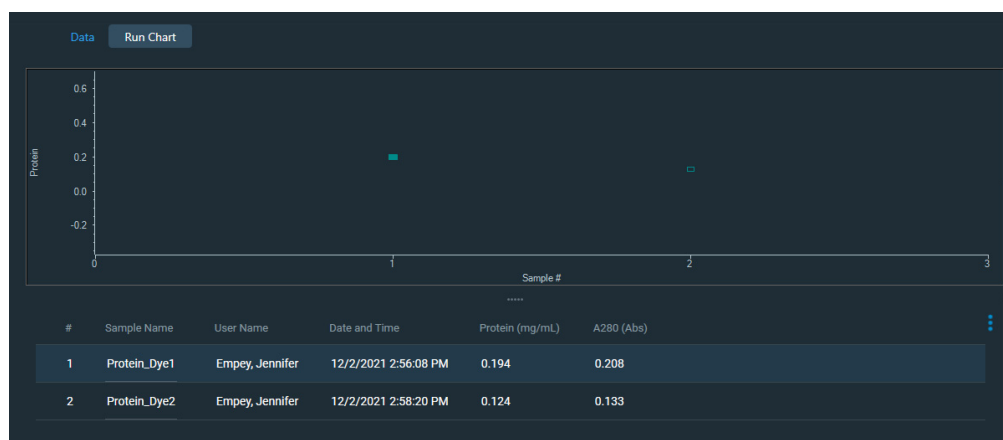 Data Run Chart
0.6
0.4
0.2
0.0
-0.2
Protein
0 1 2 3
Sample #
# Sample Name User Name Date and Time Protein (mg/mL) A280 (Abs)
1 Protein_Dye1 Empey, Jennifer 12/2/2021 2:56:08 PM 0.194 0.208
2 Protein_Dye2 Empey, Jennifer 12/2/2021 2:58:20 PM 0.124 0.133